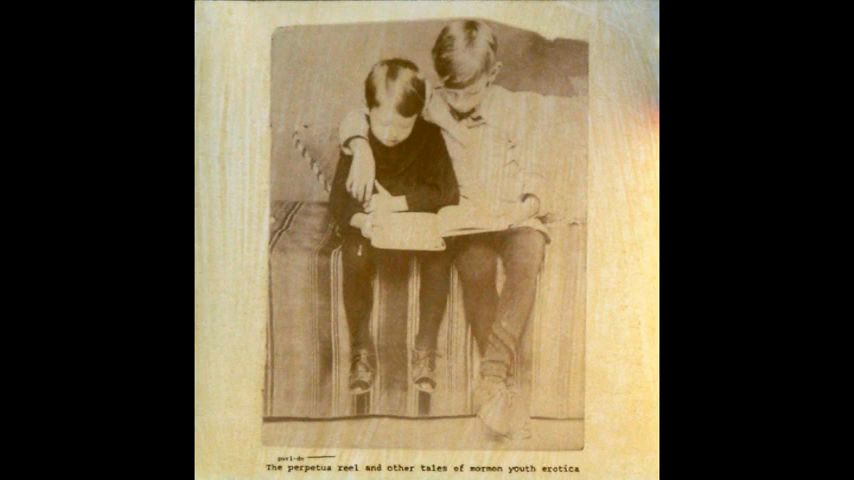 The perpetua reel and other tales of mormon youth erotica